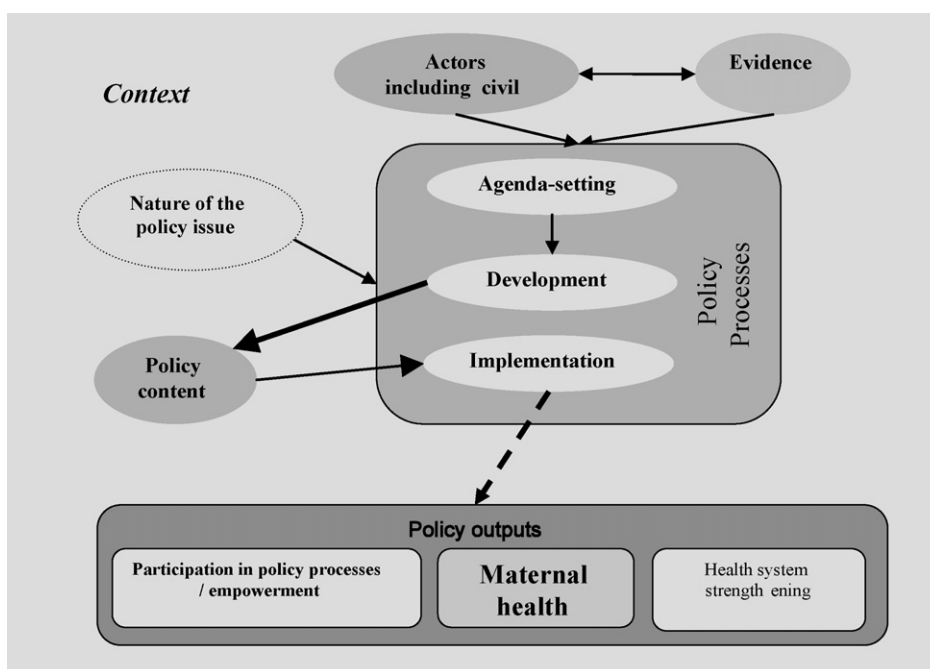 Context
Actors
including civil
Evidence
Agenda-setting
Nature of the
policy issue
Development
Policy
Processes
Implementation
Policy
content
Policy outputs
Participation in policy processes
/ empowerment
Maternal
health
Health system
strength ening